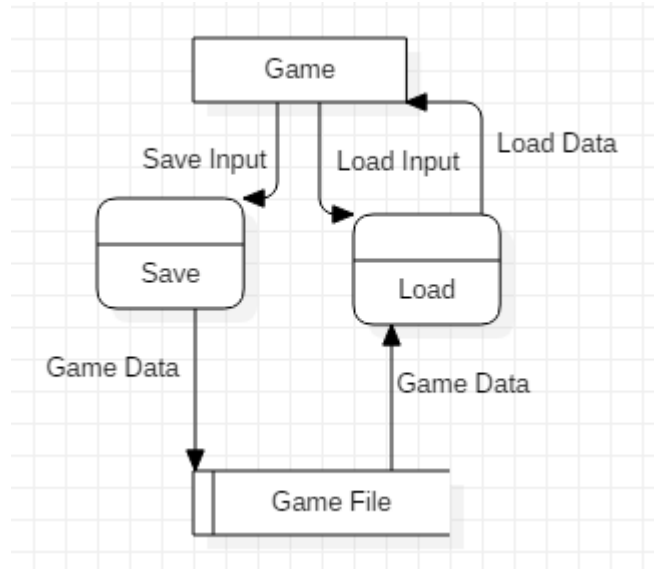 Game
Save Input
Load Input
Load Data
Save
Load
Game Data
Game Data
Game File